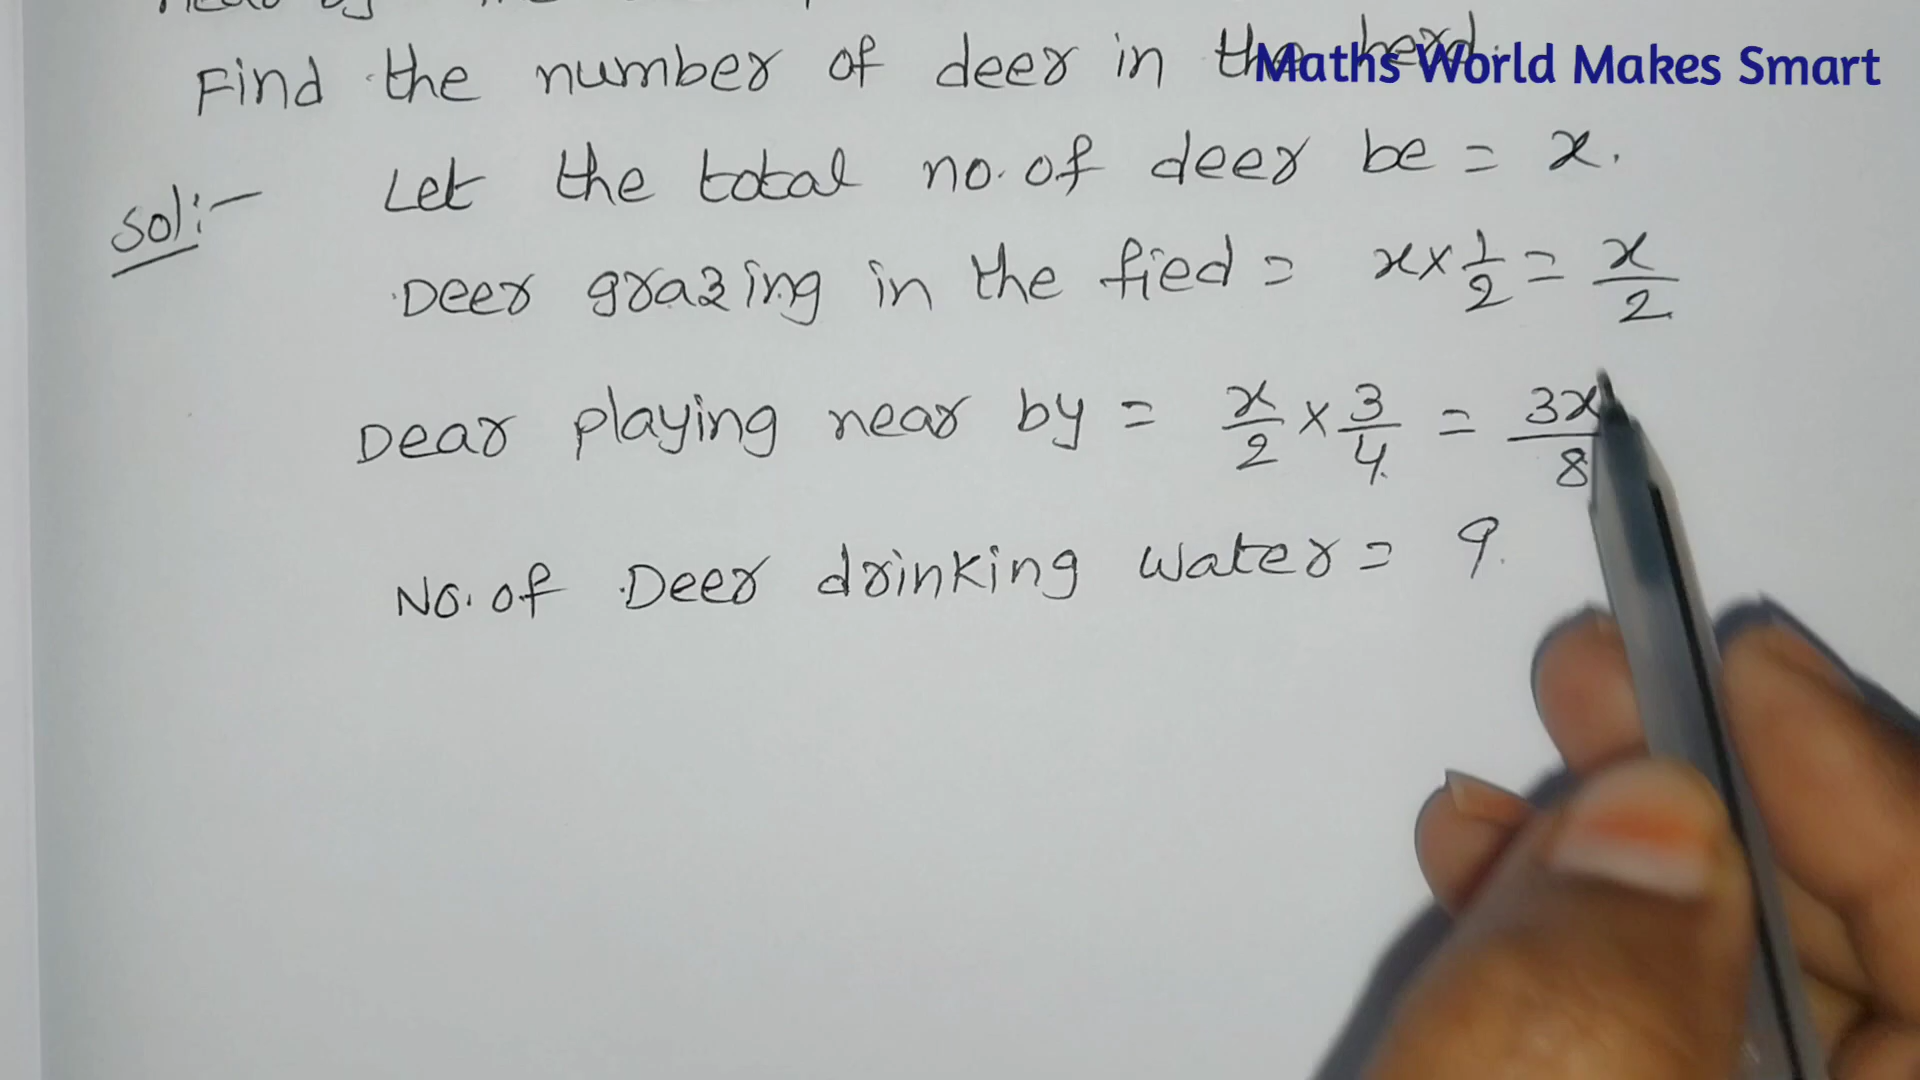 Find the number of deer in the herd.
Maths World Makes Smart
Sol:- Let the total no. of deer be = x.
Deer grazing in the fied = x × 1/2 = x/2
Dear playing near by = x/2 × 3/4 = 3x/8
No. of Deer drinking water = 9.